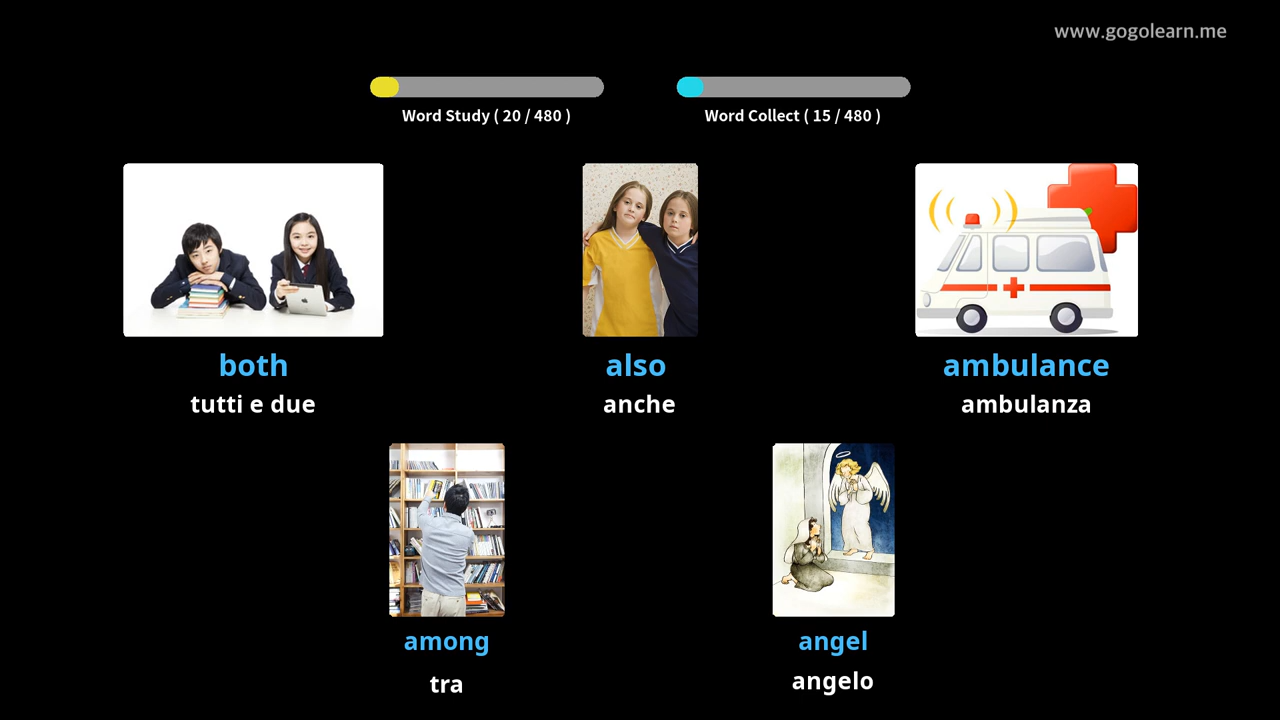 www.gogolearn.me
Word Study ( 20 / 480 )
Word Collect ( 15 / 480 )
both
also
ambulance
tutti e due
anche
ambulanza
among
angel
tra
angelo